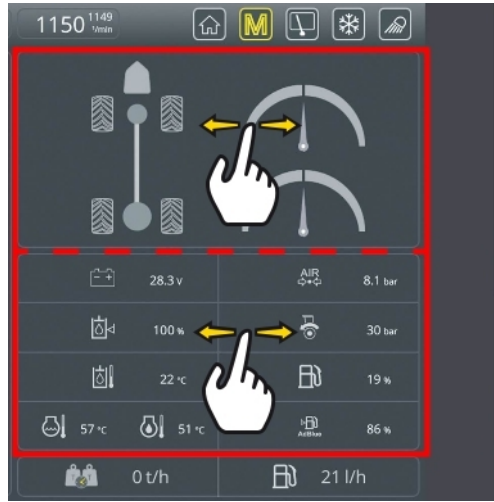 1150 1149 1/min M
28.3 v AIR 8.1 bar
100 % 30 bar
22 °C 19 %
57 °C 51 °C AdBlue 86 %
0 t/h 21 l/h